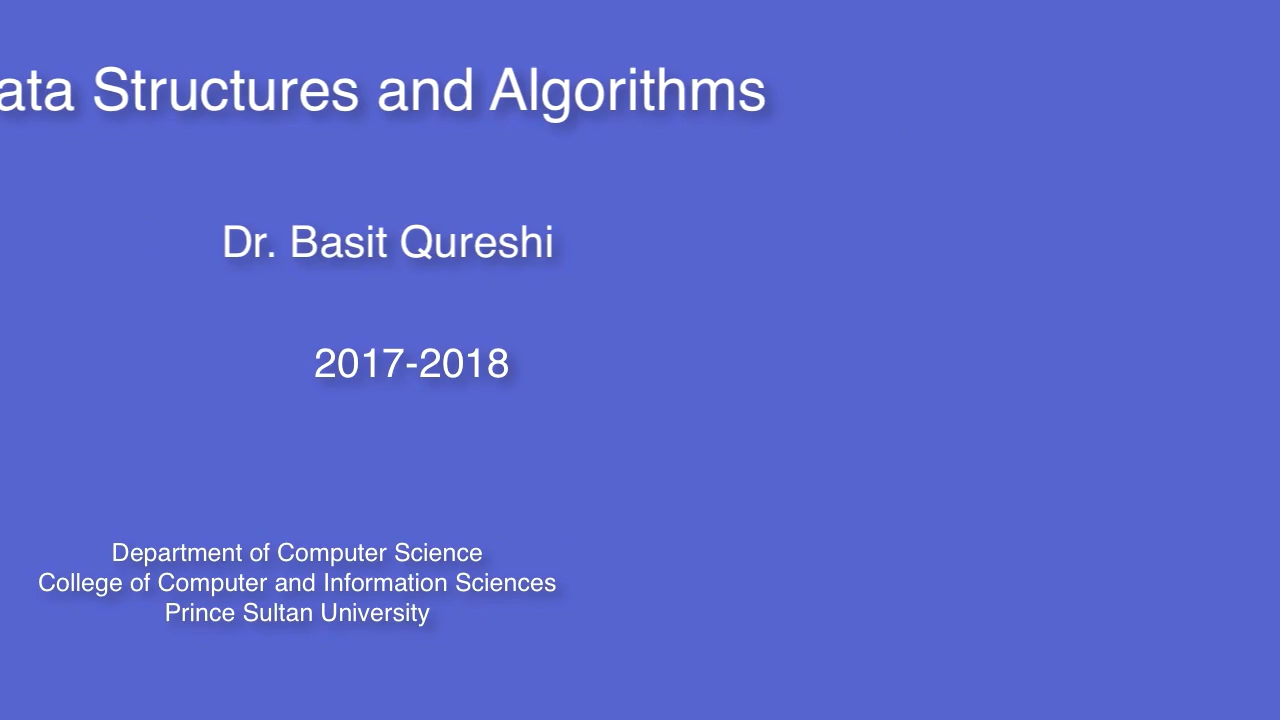 ata Structures and Algorithms
Dr. Basit Qureshi
2017-2018
Department of Computer Science
College of Computer and Information Sciences
Prince Sultan University